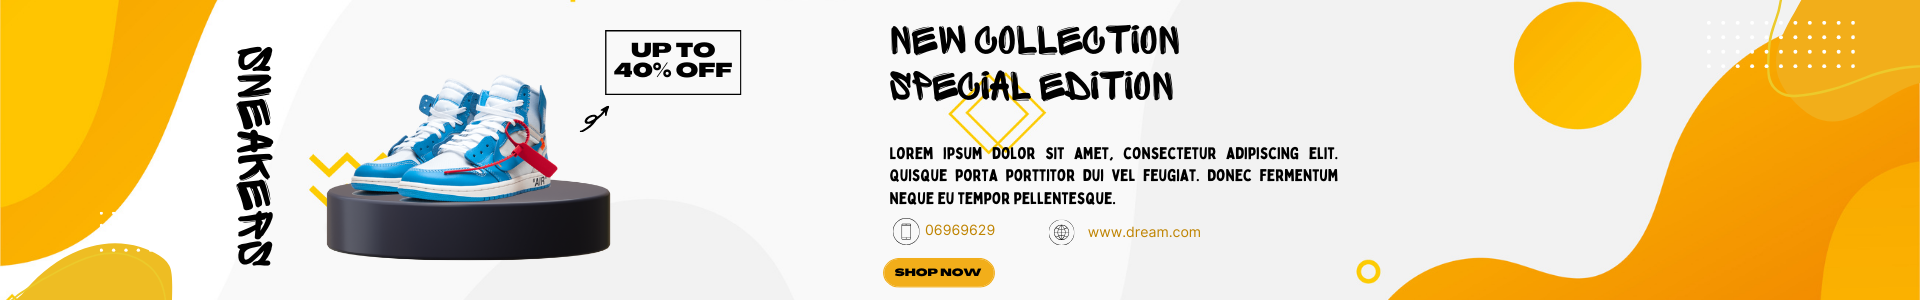 SNEAKERS
UP TO
40% OFF
"AIR"
NEW COLLECTION
SPECIAL EDITION
LOREM IPSUM DOLOR SIT AMET, CONSECTETUR ADIPISCING ELIT.
QUISQUE PORTA PORTTITOR DUI VEL FEUGIAT. DONEC FERMENTUM
NEQUE EU TEMPOR PELLENTESQUE.
06969629
www.dream.com
SHOP NOW